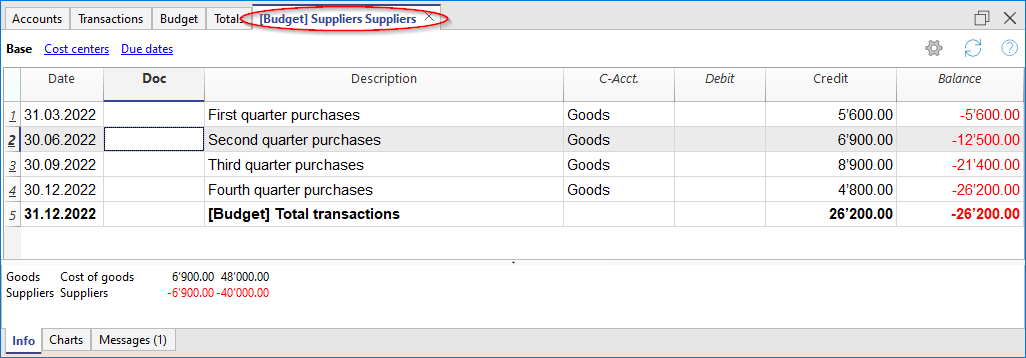 Accounts Transactions Budget Totals [Budget] Suppliers Suppliers
Base Cost centers Due dates
Date Doc Description C-Acct. Debit Credit Balance
1 31.03.2022 First quarter purchases Goods 5'600.00 -5'600.00
2 30.06.2022 Second quarter purchases Goods 6'900.00 -12'500.00
3 30.09.2022 Third quarter purchases Goods 8'900.00 -21'400.00
4 30.12.2022 Fourth quarter purchases Goods 4'800.00 -26'200.00
5 31.12.2022 [Budget] Total transactions 26'200.00 -26'200.00
Goods Cost of goods 6'900.00 48'000.00
Suppliers Suppliers -6'900.00 -40'000.00
Info Charts Messages (1)